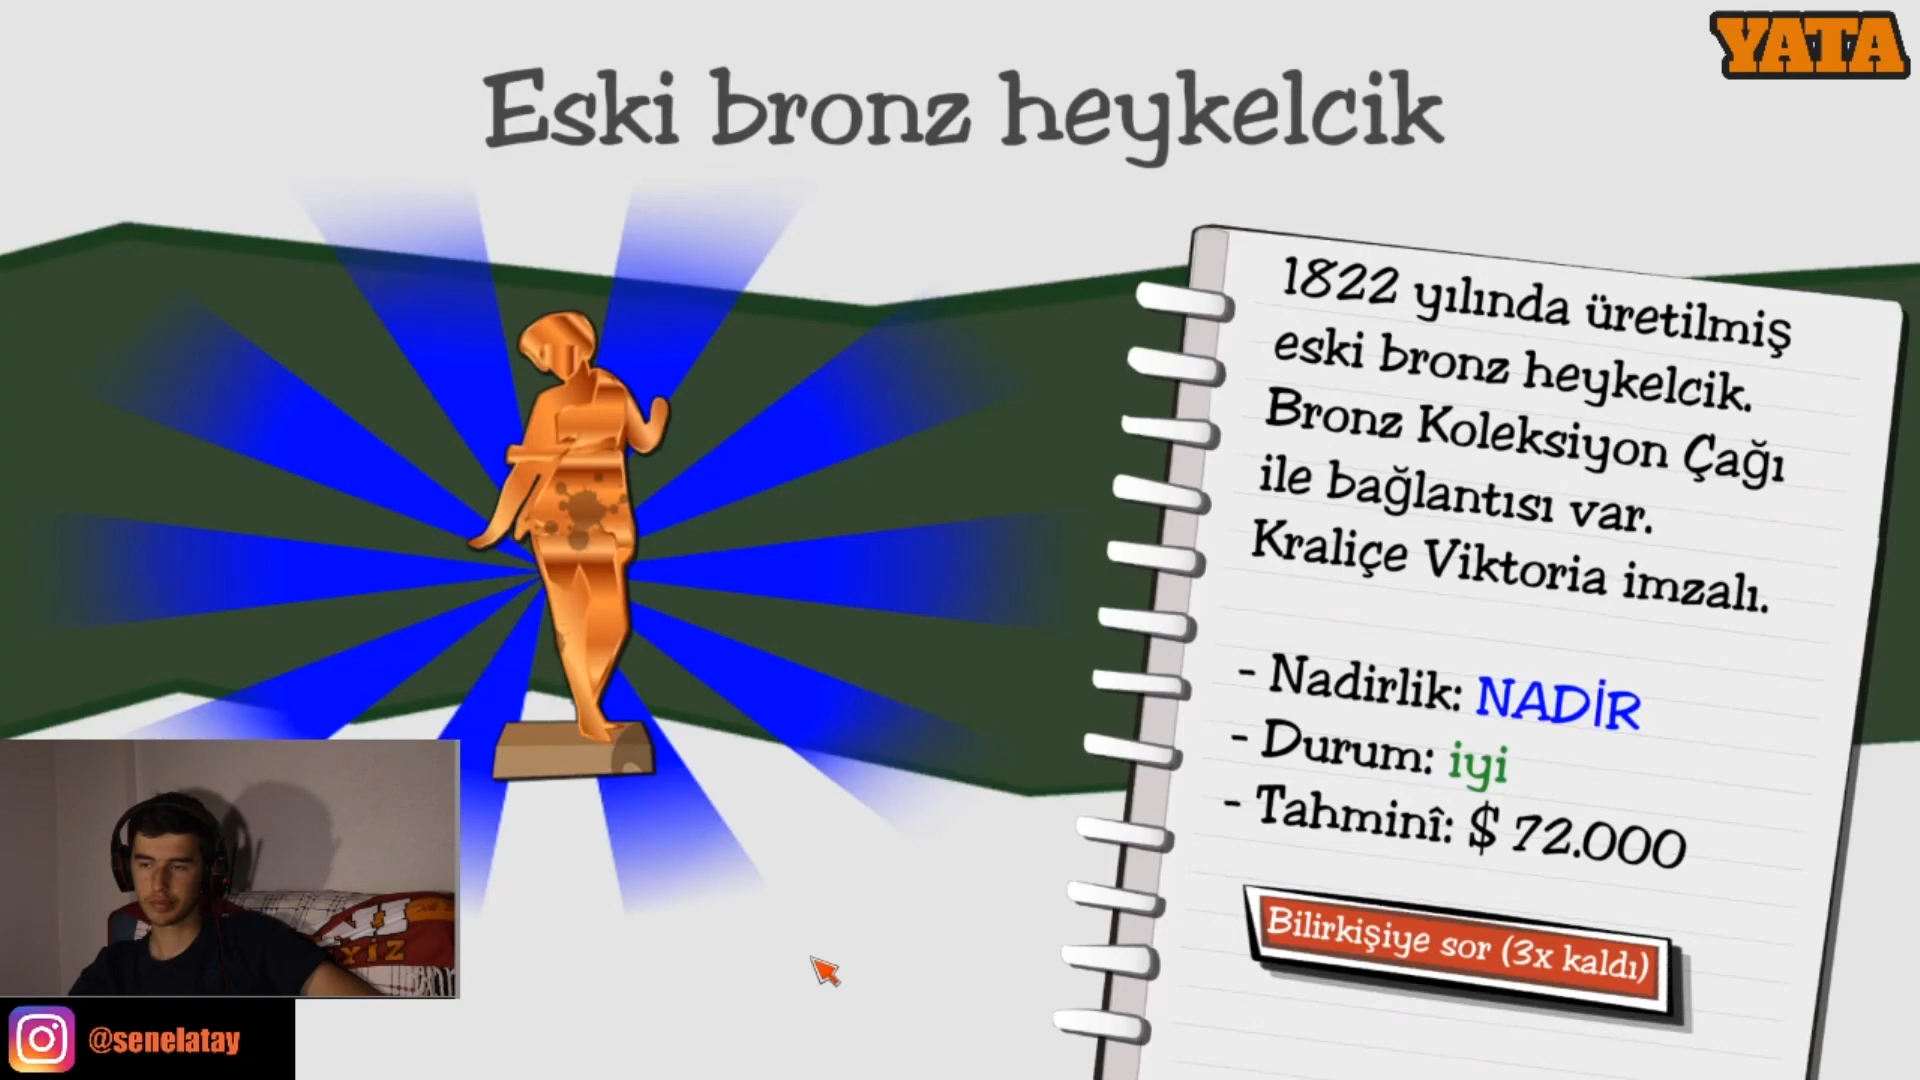 YATA
Eski bronz heykelcik
1822 yılında üretilmiş
eski bronz heykelcik.
Bronz Koleksiyon Çağı
ile bağlantısı var.
Kraliçe Viktoria imzalı.
- Nadirlik: NADİR
- Durum: iyi
- Tahminî: $ 72.000
Bilirkişiye sor (3x kaldı)
@senelatay